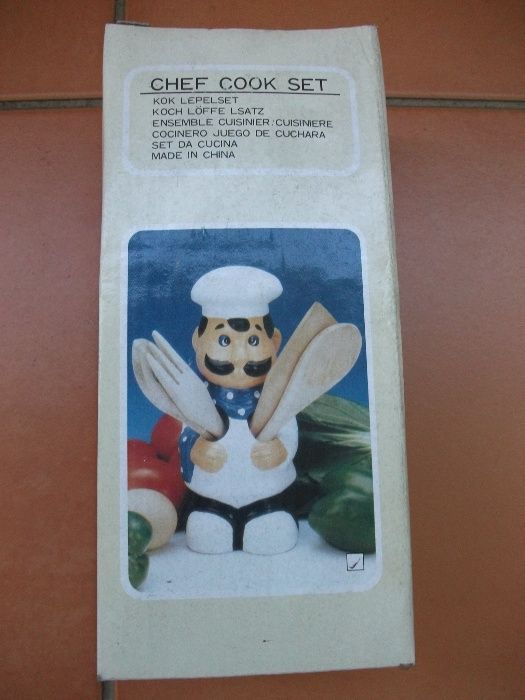 CHEF COOK SET
KOK LEPELSET
KOCH LÖFFE LSATZ
ENSEMBLE CUISINIER:CUISINIERE
COCINERO JUEGO DE CUCHARA
SET DA CUCINA
MADE IN CHINA